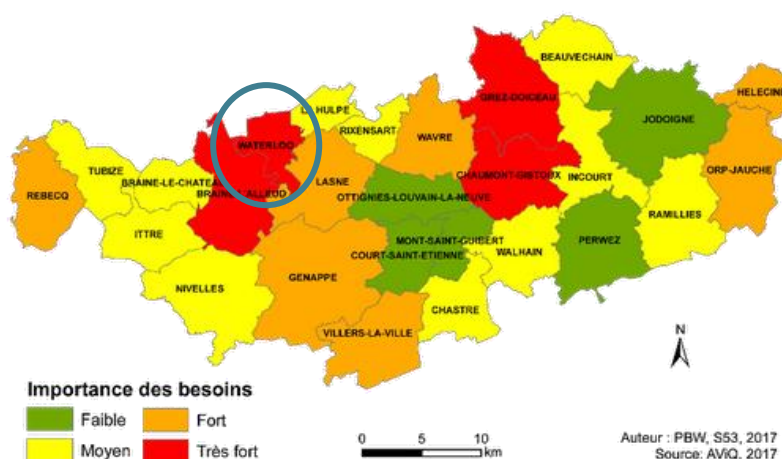 BEAUVECHAIN
LA HULPE
GREZ-DOICEAU
HELECINE
WATERLOO
RIXENSART
WAVRE
JODOIGNE
TUBIZE
CHAUMONT-GISTOUX
ORP-JAUCHE
BRAINE-LE-CHATEAU
INCOURT
REBECQ
BRAINE-L'ALLEUD
LASNE
OTTIGNIES-LOUVAIN-LA-NEUVE
RAMILLIES
ITTRE
MONT-SAINT-GUIBERT
PERWEZ
COURT-SAINT-ETIENNE
WALHAIN
GENAPPE
NIVELLES
CHASTRE
VILLERS-LA-VILLE
N
Importance des besoins
Faible
Fort
Moyen
Très fort
0 5 10
km
Auteur : PBW, S53, 2017
Source: AViQ, 2017